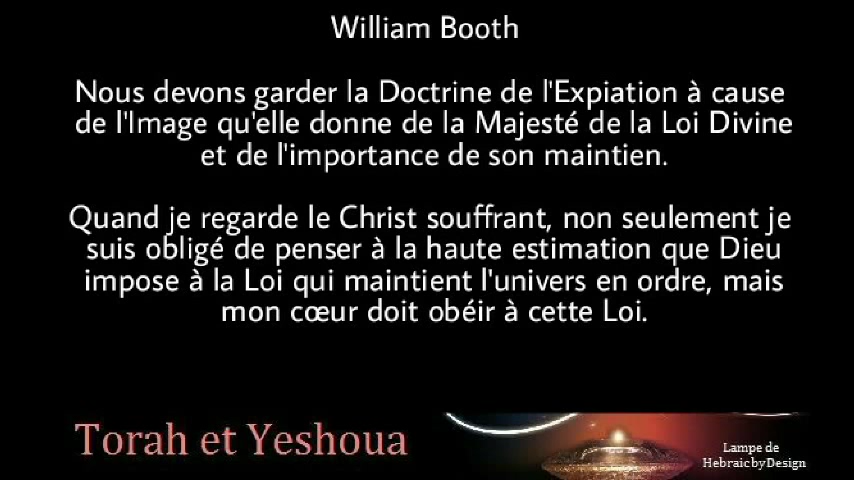 William Booth
Nous devons garder la Doctrine de l'Expiation à cause
de l'Image qu'elle donne de la Majesté de la Loi Divine
et de l'importance de son maintien.
Quand je regarde le Christ souffrant, non seulement je
suis obligé de penser à la haute estimation que Dieu
impose à la Loi qui maintient l'univers en ordre, mais
mon cœur doit obéir à cette Loi.
Torah et Yeshoua
Lampe de
HebraicbyDesign